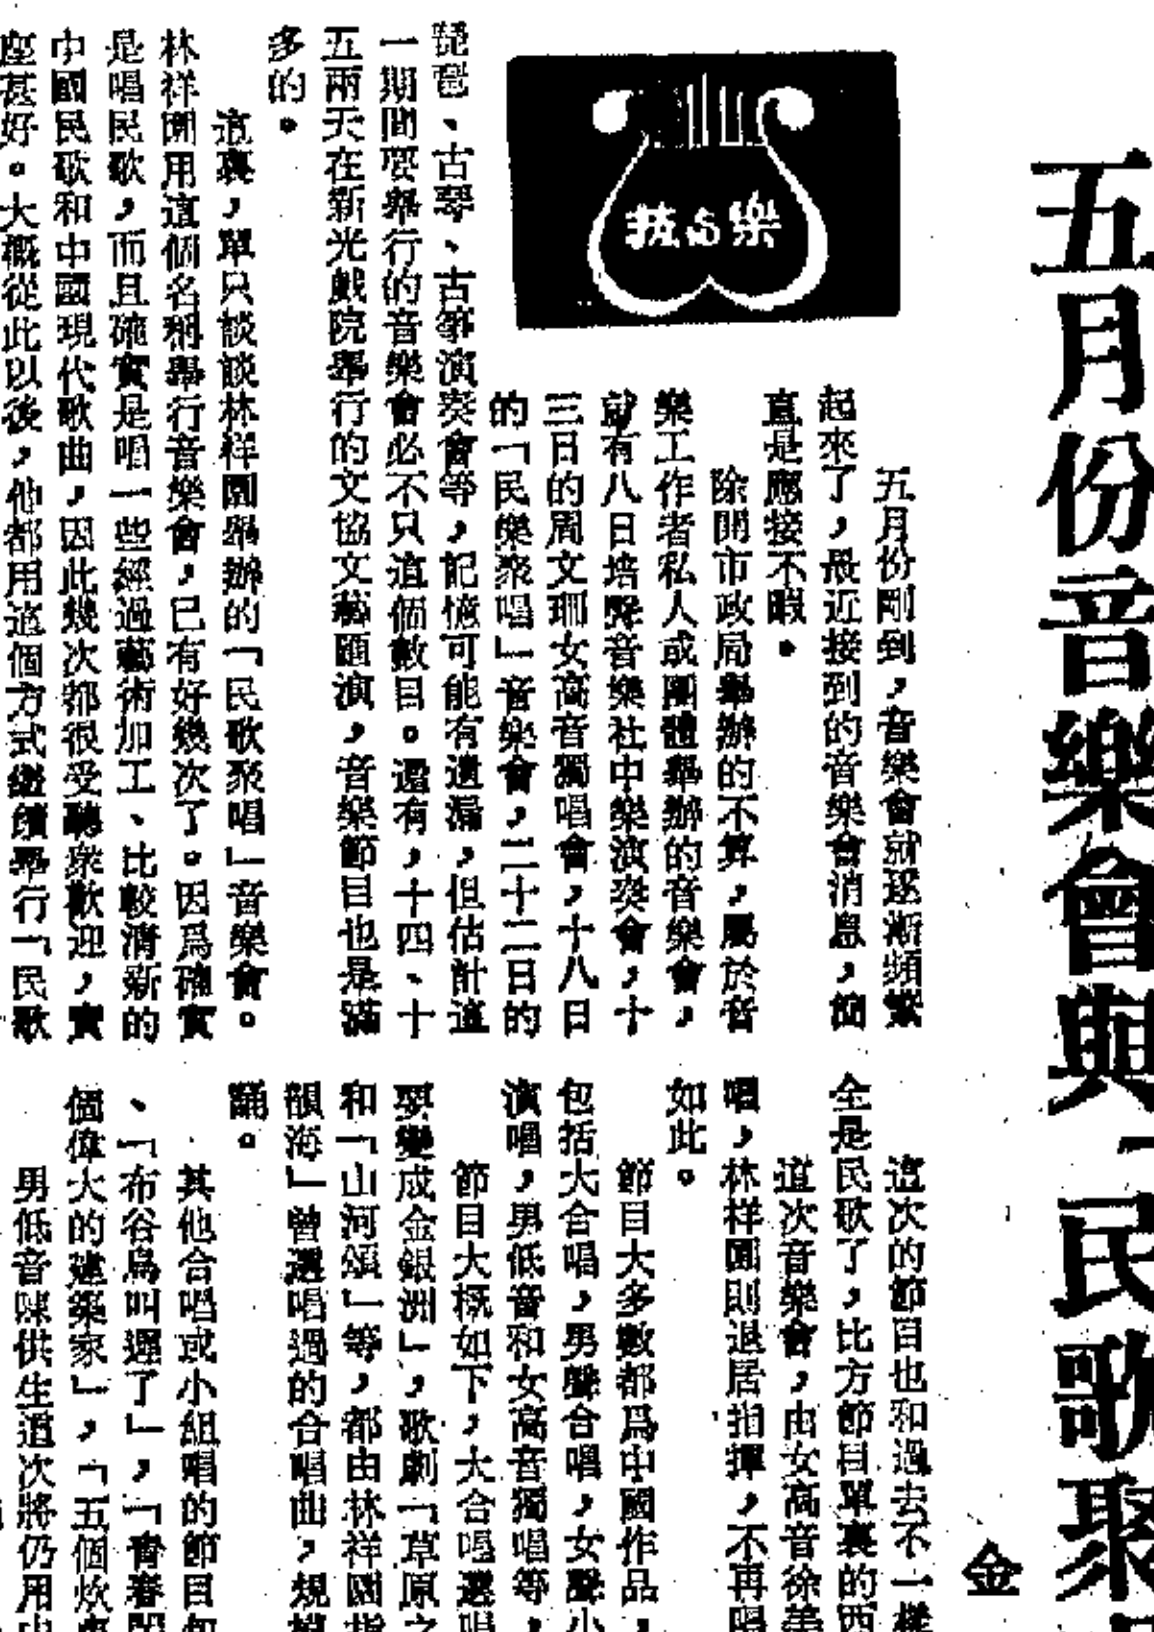 五月份音樂會與「民歌聚
金
樂與技
五月份剛到，音樂會就逐漸頻繁
起來了，最近接到的音樂會消息，簡
直是應接不暇。
除開市政局舉辦的不算，屬於音
樂工作者私人或團體舉辦的音樂會，
就有八日培聲音樂社中樂演奏會，十
三日的周文珊女高音獨唱會，十八日
的「民樂聚唱」音樂會，二十二日的
琵琶、古琴、古箏演奏會等，記憶可能有遺漏，但估計這
一期間要舉行的音樂會必不只這個數目。還有，十四、十
五兩天在新光戲院舉行的文協文藝匯演，音樂節目也是滿
多的。
這裏，單只談談林祥園舉辦的「民歌聚唱」音樂會。
林祥園用這個名稱舉行音樂會，已有好幾次了。因爲確實
是唱民歌，而且確實是唱一些經過藝術加工、比較清新的
中國民歌和中國現代歌曲，因此幾次都很受聽衆歡迎，賣
座甚好。大概從此以後，他都用這個方式繼續舉行「民歌
這次的節目也和過去不一樣
全是民歌了，比方節目單裏的西
這次音樂會，由女高音徐美
唱，林祥園則退居指揮，不再唱
如此。
節目大多數都爲中國作品，
包括大合唱，男聲合唱，女聲小
演唱，男低音和女高音獨唱等，
節目大概如下，大合唱選唱
要變成金銀洲」，歌劇「草原之
和「山河頌」等，都由林祥園指
韻海」曾選唱過的合唱曲，規模
誦。
其他合唱或小組唱的節目包
、「布谷鳥叫遲了」，「青春閃
個偉大的建築家」，「五個炊事
男低音陳供生這次將仍用中